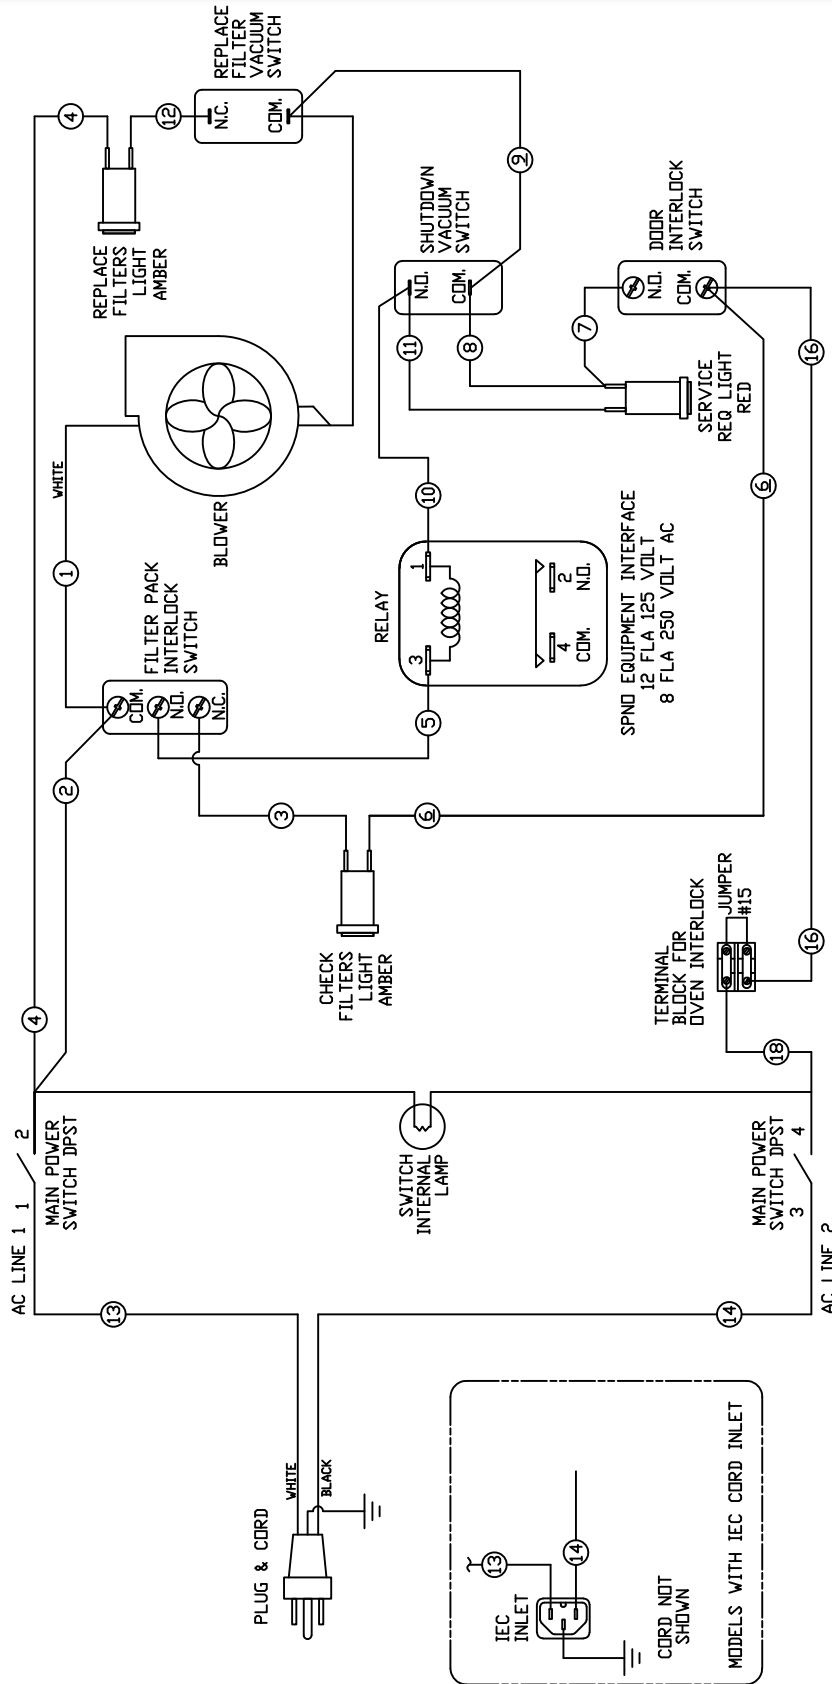 REPLACE
FILTER
VACUUM
SWITCH
N.C.
COM.
4
12
REPLACE
FILTERS
LIGHT
AMBER
9
SHUTDOWN
VACUUM
SWITCH
N.O.
COM.
DOOR
INTERLOCK
SWITCH
N.O.
COM.
11
8
7
16
SERVICE
REQ LIGHT
RED
WHITE
1
BLOWER
10
6
FILTER PACK
INTERLOCK
SWITCH
COM.
N.O.
N.C.
RELAY
1
3
2
N.O.
4
COM.
SPNO EQUIPMENT INTERFACE
12 FLA 125 VOLT
8 FLA 250 VOLT AC
5
2
3
6
CHECK
FILTERS
LIGHT
AMBER
TERMINAL
BLOCK FOR
OVEN INTERLOCK
JUMPER
#15
16
18
4
AC LINE 1
1
2
MAIN POWER
SWITCH DPST
SWITCH
INTERNAL
LAMP
MAIN POWER
SWITCH DPST
3
4
AC LINE 2
13
14
WHITE
BLACK
PLUG & CORD
13
14
IEC
INLET
CORD NOT
SHOWN
MODELS WITH IEC CORD INLET